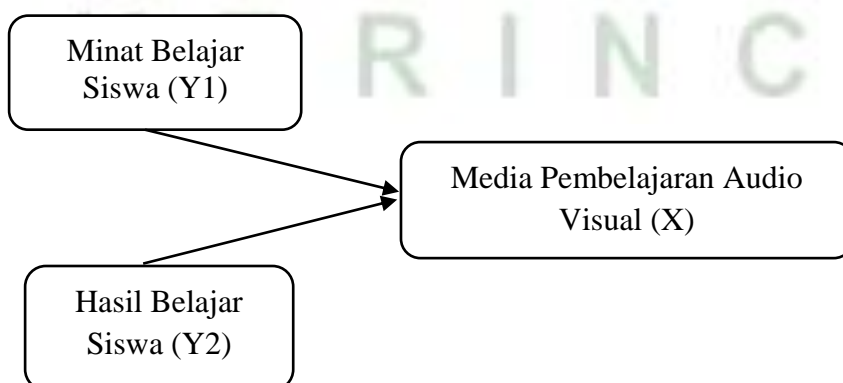 R I N C
Minat Belajar
Siswa (Y1)
Media Pembelajaran Audio
Visual (X)
Hasil Belajar
Siswa (Y2)